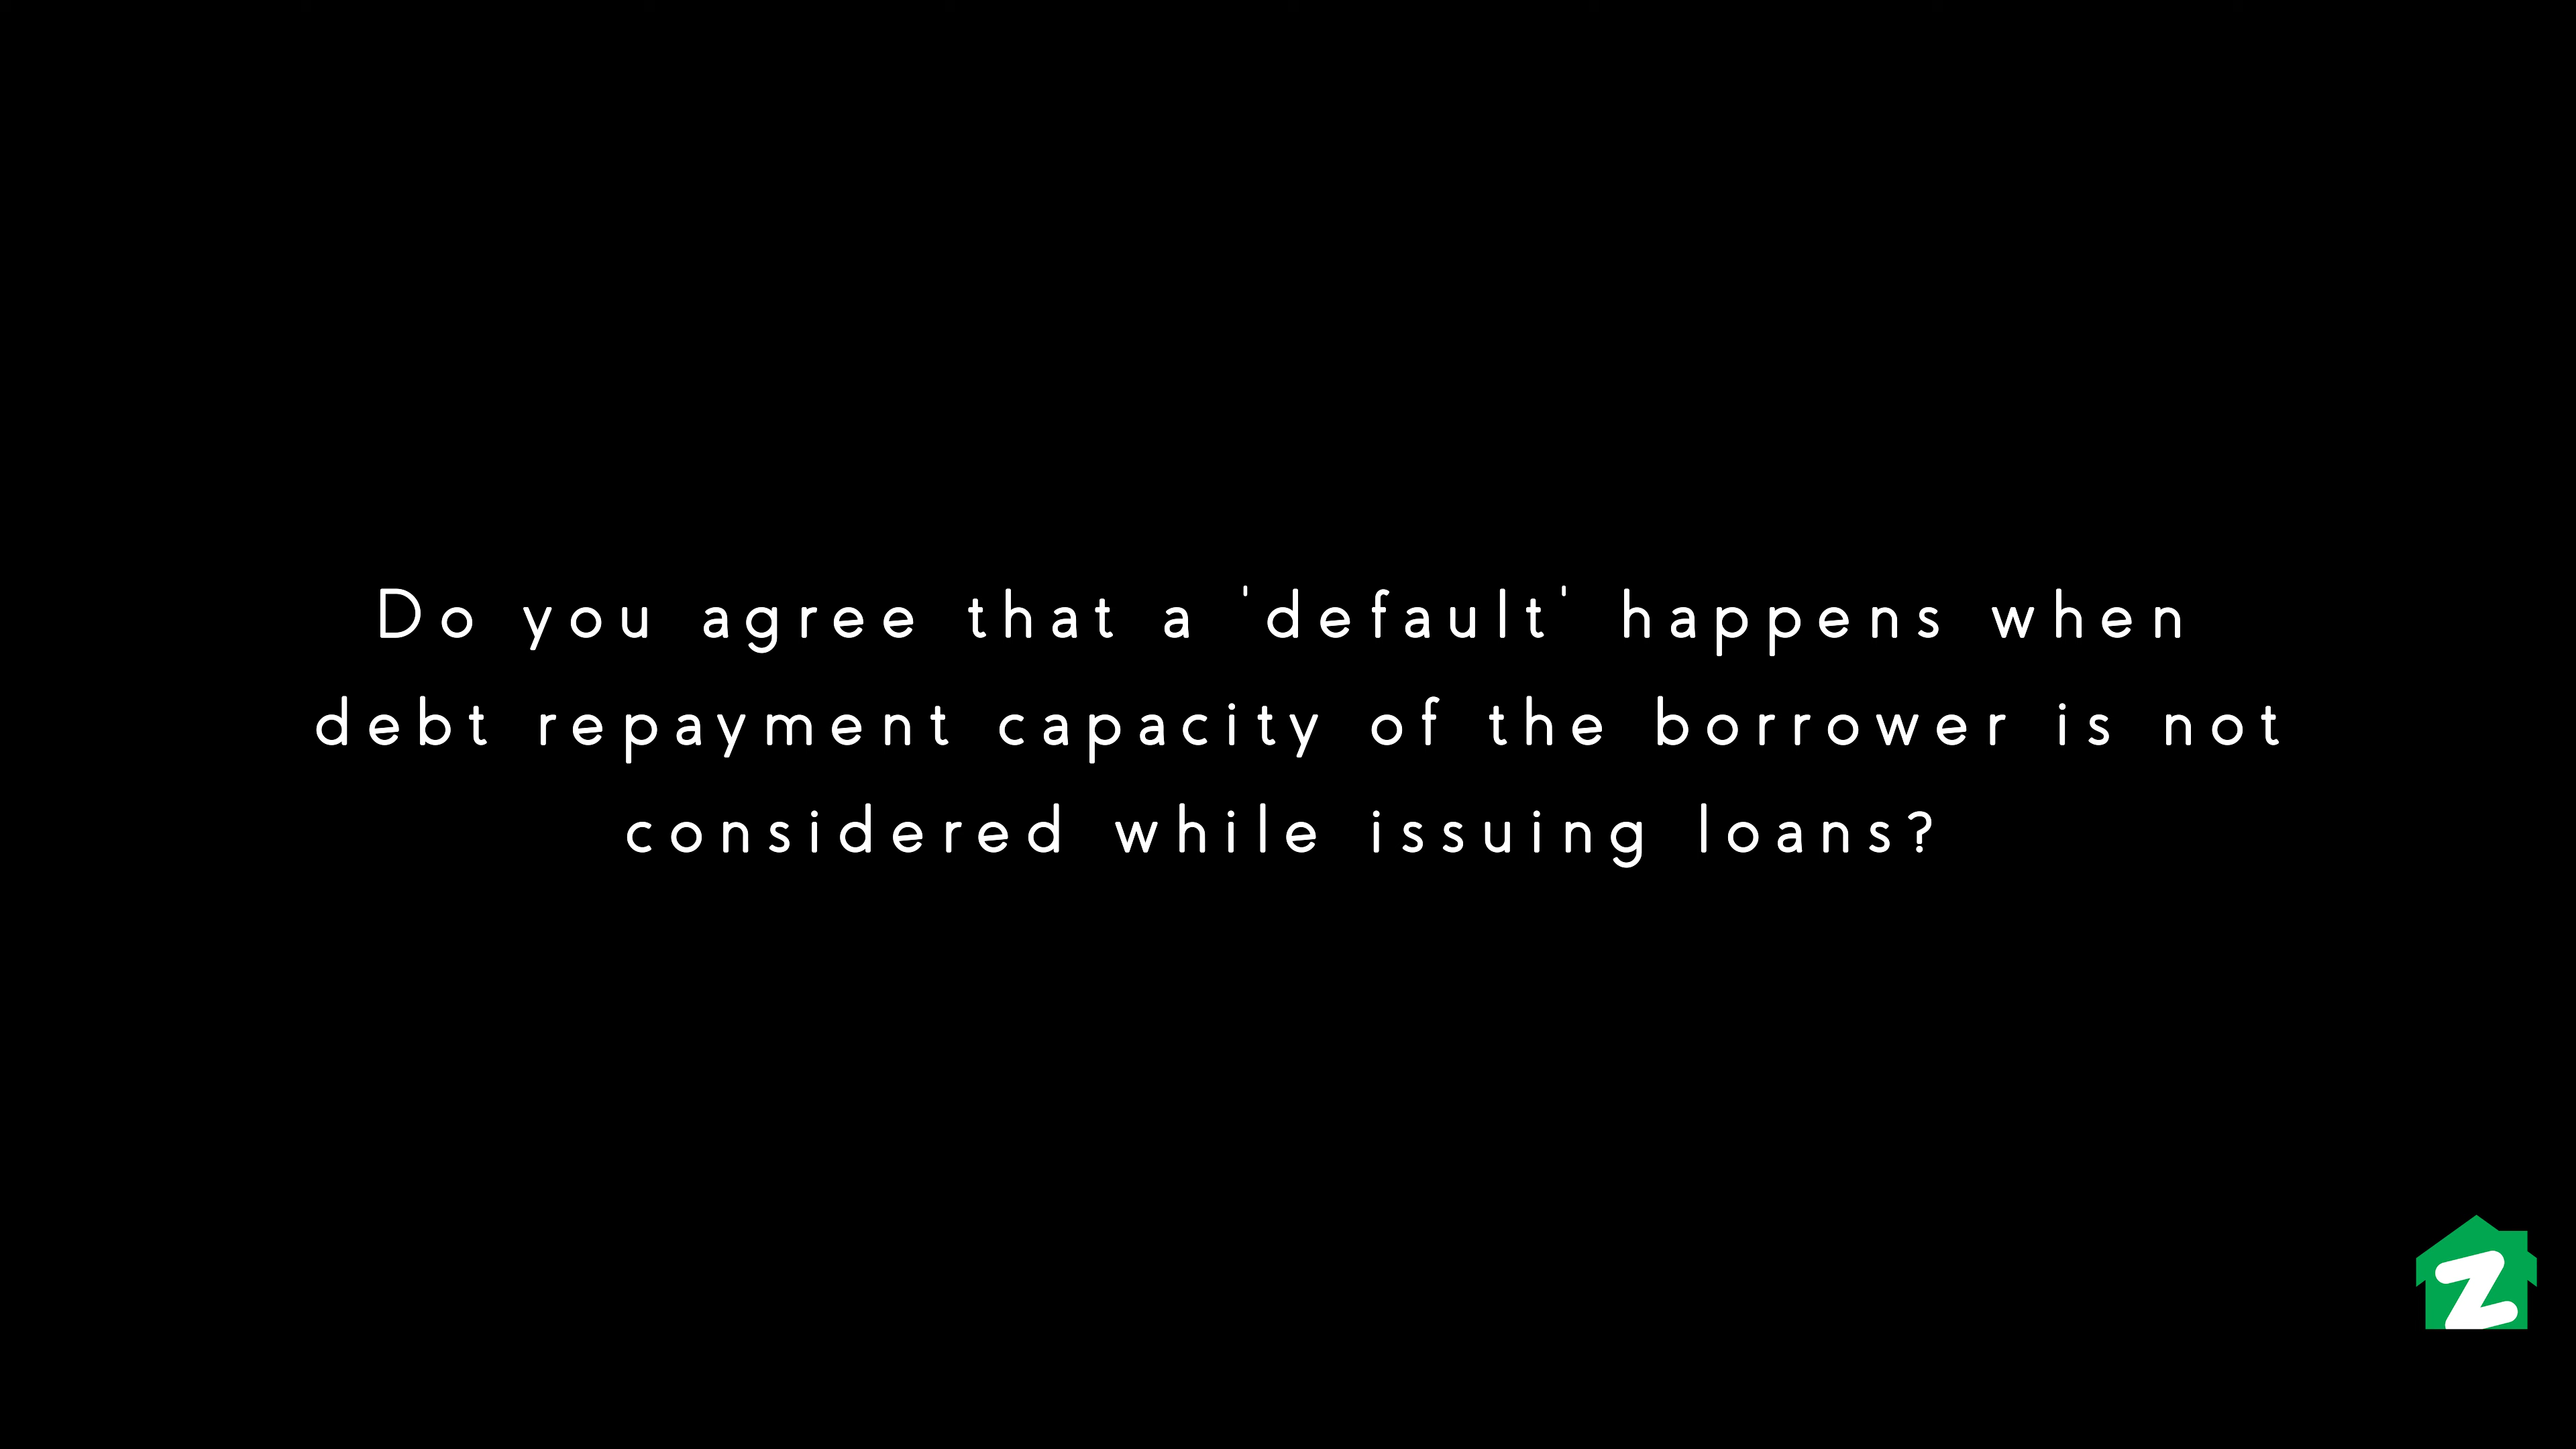 Do you agree that a 'default' happens when
debt repayment capacity of the borrower is not
considered while issuing loans?
Z